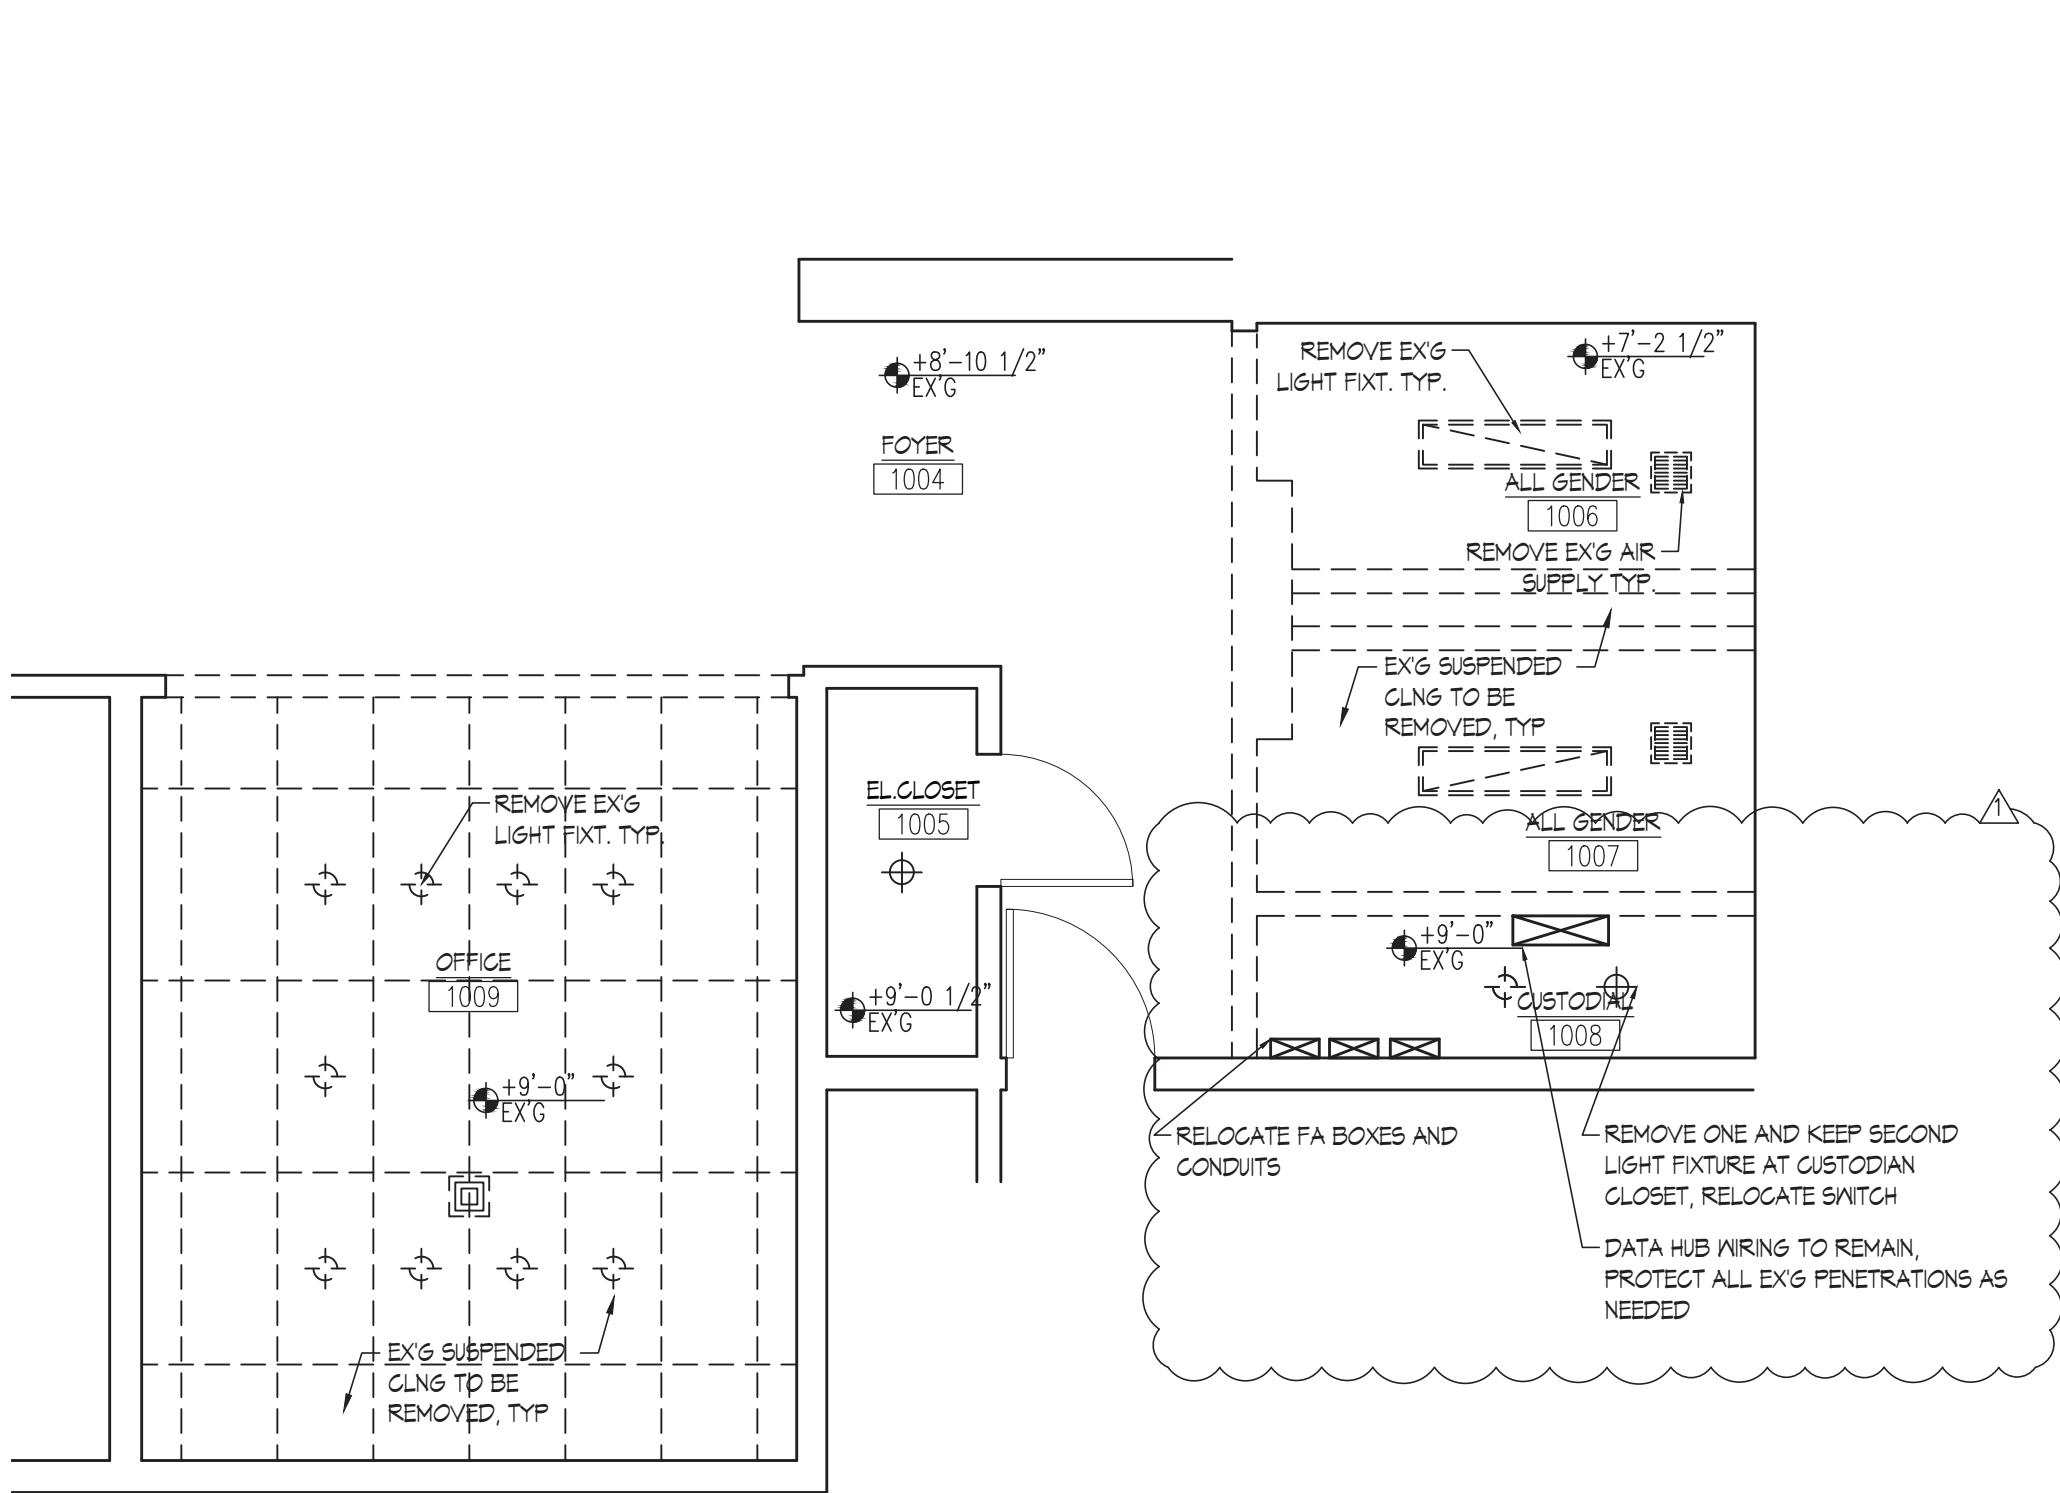 +8'-10 1/2"
EX'G
FOYER
1004
REMOVE EX'G
LIGHT FIXT. TYP.
+7'-2 1/2"
EX'G
ALL GENDER
1006
REMOVE EX'G AIR
SUPPLY TYP.
EX'G SUSPENDED
CLNG TO BE
REMOVED, TYP
ALL GENDER
1007
1
REMOVE EX'G
LIGHT FIXT. TYP.
EL.CLOSET
1005
OFFICE
1009
+9'-0 1/2"
EX'G
+9'-0"
EX'G
CUSTODIAL
1008
+9'-0"
EX'G
RELOCATE FA BOXES AND
CONDUITS
REMOVE ONE AND KEEP SECOND
LIGHT FIXTURE AT CUSTODIAN
CLOSET, RELOCATE SWITCH
DATA HUB WIRING TO REMAIN,
PROTECT ALL EX'G PENETRATIONS AS
NEEDED
EX'G SUSPENDED
CLNG TO BE
REMOVED, TYP